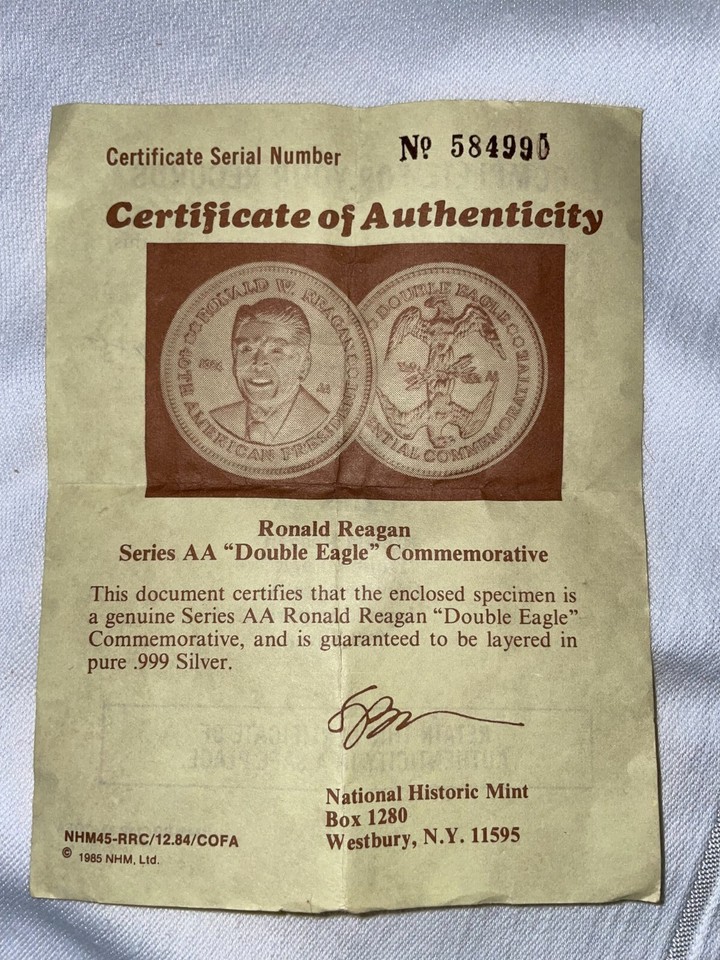 Certificate Serial Number
Nº 584990
Certificate of Authenticity
RONALD W. REAGAN
40TH AMERICAN PRESIDENT
AA
DOUBLE EAGLE
COMMEMORATIVE
AA
Ronald Reagan
Series AA “Double Eagle” Commemorative
This document certifies that the enclosed specimen is
a genuine Series AA Ronald Reagan “Double Eagle”
Commemorative, and is guaranteed to be layered in
pure .999 Silver.
National Historic Mint
Box 1280
Westbury, N.Y. 11595
NHM45-RRC/12.84/COFA
© 1985 NHM, Ltd.